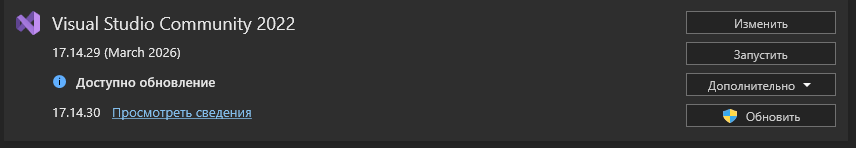 Visual Studio Community 2022
Изменить
17.14.29 (March 2026)
Запустить
Доступно обновление
Дополнительно
17.14.30 Просмотреть сведения
Обновить